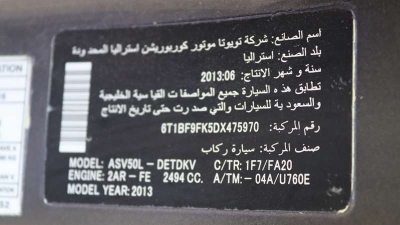 اسم الصانع: شركة تويوتا موتور كوربوريشن استراليا المحدودة
بلد الصنع: استراليا
سنة و شهر الانتاج: 2013:06
تطابق هذه السيارة جميع المواصفات القياسية الخليجية
والسعودية للسيارات والتي صدرت حتى تاريخ الانتاج
رقم المركبة: 6T1BF9FK5DX475970
صنف المركبة: سيارة ركاب
MODEL: ASV50L - DETDKV C/TR: 1F7/FA20
ENGINE: 2AR - FE 2494 CC. A/TM: - 04A/U760E
MODEL YEAR: 2013